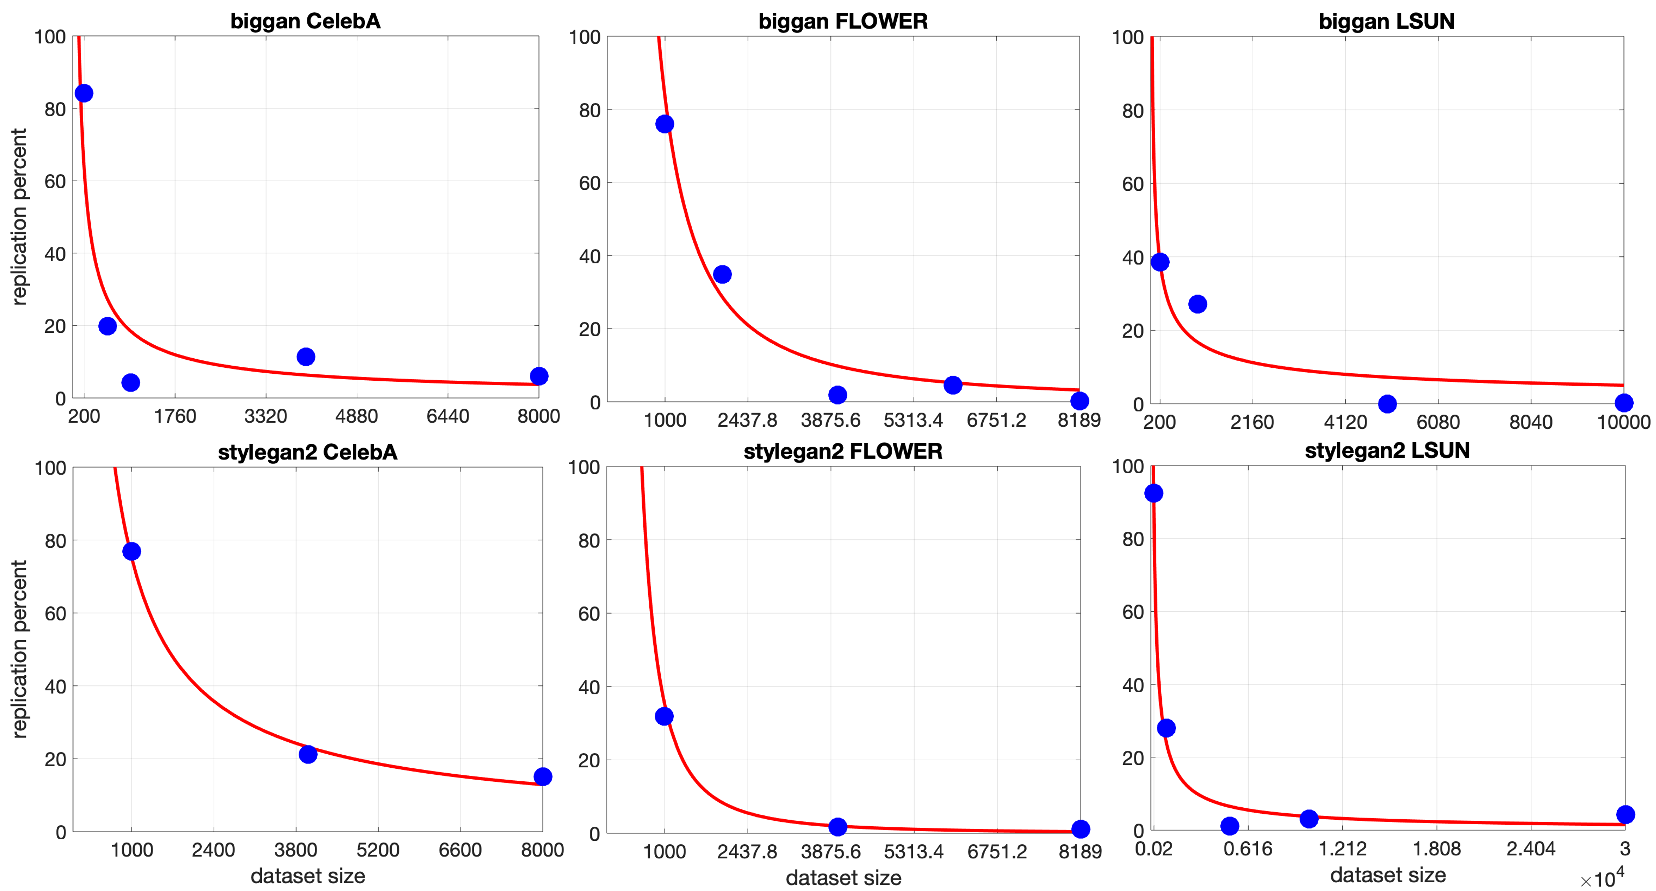 biggan CelebA
biggan FLOWER
biggan LSUN
replication percent
100
80
60
40
20
0
200 1760 3320 4880 6440 8000
100
80
60
40
20
0
1000 2437.8 3875.6 5313.4 6751.2 8189
100
80
60
40
20
0
200 2160 4120 6080 8040 10000
stylegan2 CelebA
stylegan2 FLOWER
stylegan2 LSUN
replication percent
100
80
60
40
20
0
1000 2400 3800 5200 6600 8000
dataset size
100
80
60
40
20
0
1000 2437.8 3875.6 5313.4 6751.2 8189
dataset size
100
80
60
40
20
0
0.02 0.616 1.212 1.808 2.404 3
dataset size
×10⁴